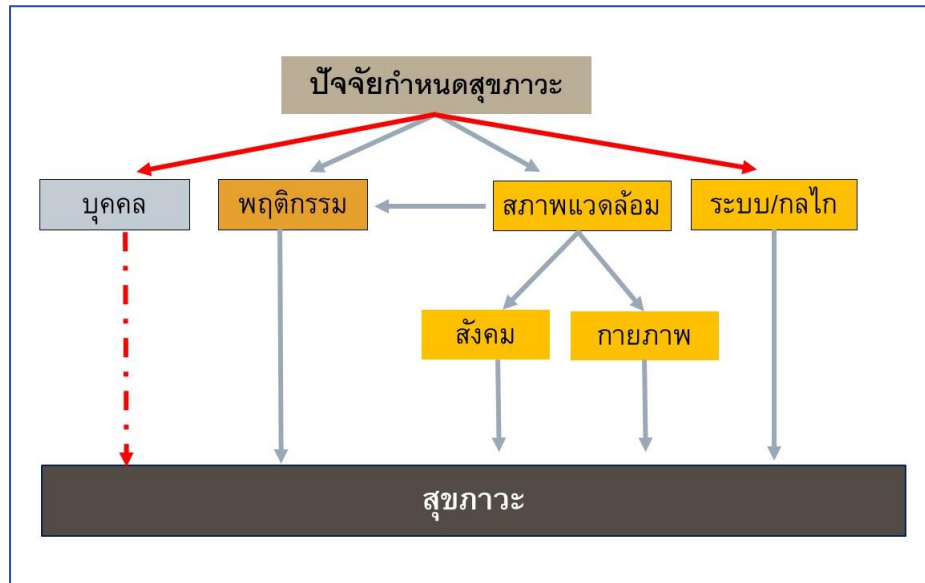 ปัจจัยกำหนดสุขภาวะ
บุคคล
พฤติกรรม
สภาพแวดล้อม
ระบบ/กลไก
สังคม
กายภาพ
สุขภาวะ